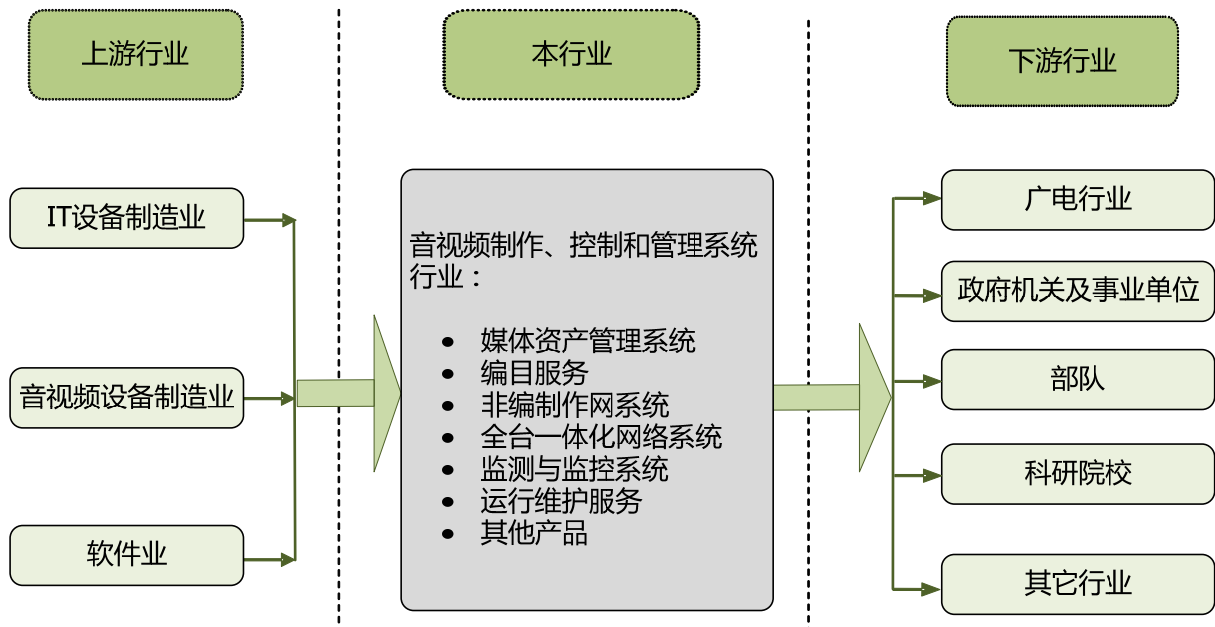 上游行业
本行业
下游行业
IT设备制造业
音视频设备制造业
软件业
音视频制作、控制和管理系统
行业：
● 媒体资产管理系统
● 编目服务
● 非编制作网系统
● 全台一体化网络系统
● 监测与监控系统
● 运行维护服务
● 其他产品
广电行业
政府机关及事业单位
部队
科研院校
其它行业